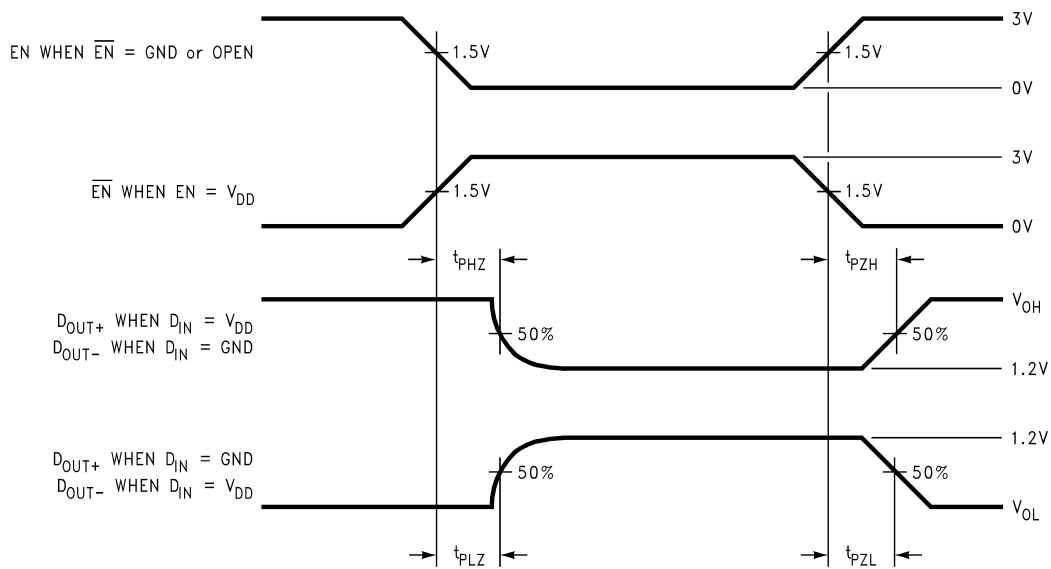 3V
EN WHEN E̅N̅ = GND or OPEN
1.5V
1.5V
0V
3V
E̅N̅ WHEN EN = VDD
1.5V
1.5V
0V
tPHZ
tPZH
DOUT+ WHEN DIN = VDD
DOUT− WHEN DIN = GND
50%
50%
VOH
1.2V
1.2V
DOUT+ WHEN DIN = GND
DOUT− WHEN DIN = VDD
50%
50%
VOL
tPLZ
tPZL